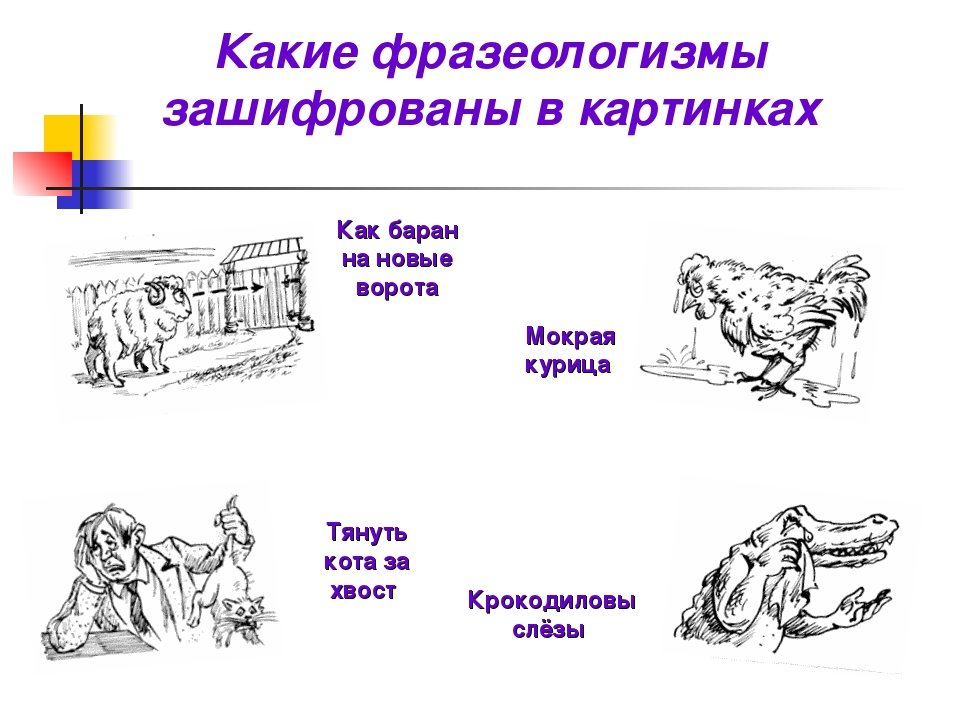 Какие фразеологизмы
зашифрованы в картинках
Как баран
на новые
ворота
Мокрая
курица
Тянуть
кота за
хвост
Крокодиловы
слёзы